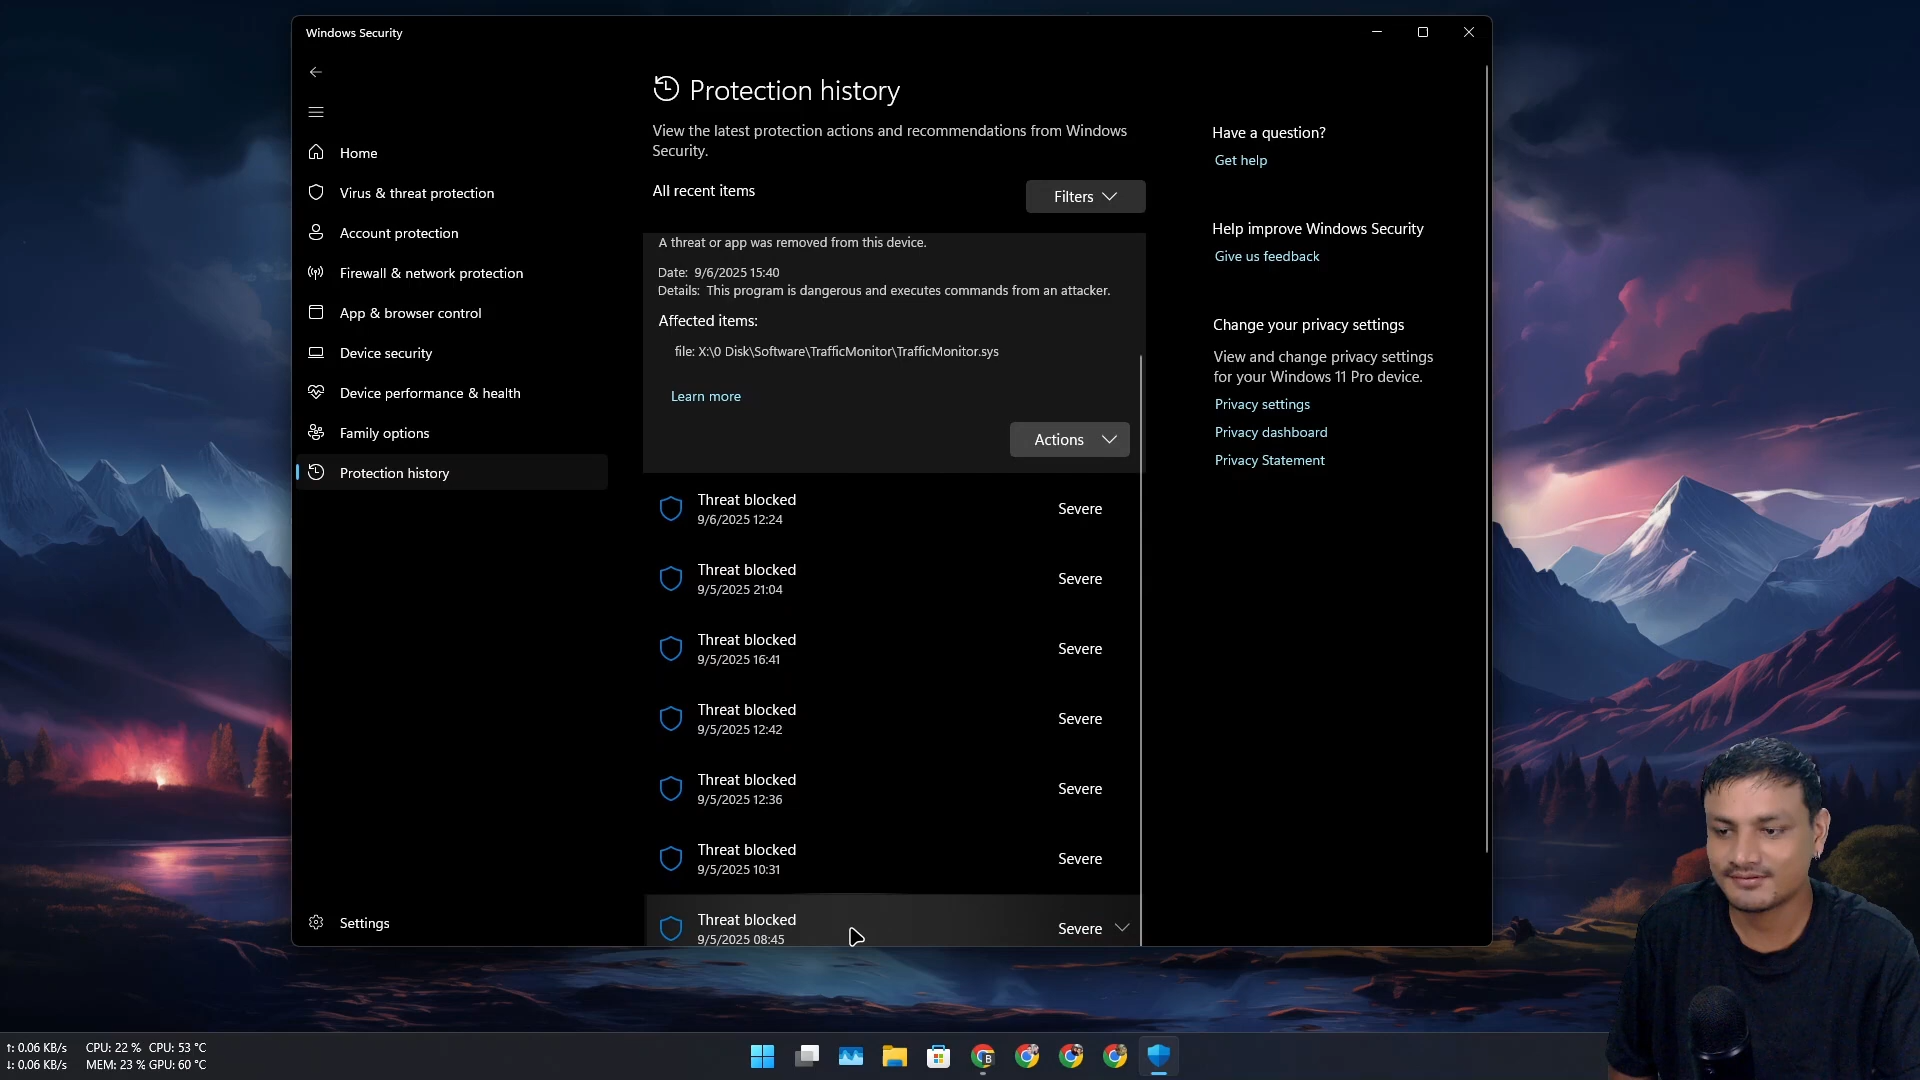 Windows Security
Home
Virus & threat protection
Account protection
Firewall & network protection
App & browser control
Device security
Device performance & health
Family options
Protection history
Settings
Protection history
View the latest protection actions and recommendations from Windows
Security.
All recent items
Filters
A threat or app was removed from this device.
Date: 9/6/2025 15:40
Details: This program is dangerous and executes commands from an attacker.
Affected items:
file: X:\0 Disk\Software\TrafficMonitor\TrafficMonitor.sys
Learn more
Actions
Threat blocked
9/6/2025 12:24
Severe
Threat blocked
9/5/2025 21:04
Severe
Threat blocked
9/5/2025 16:41
Severe
Threat blocked
9/5/2025 12:42
Severe
Threat blocked
9/5/2025 12:36
Severe
Threat blocked
9/5/2025 10:31
Severe
Threat blocked
9/5/2025 08:45
Severe
Have a question?
Get help
Help improve Windows Security
Give us feedback
Change your privacy settings
View and change privacy settings
for your Windows 11 Pro device.
Privacy settings
Privacy dashboard
Privacy Statement
↑: 0.06 KB/s CPU: 22 % CPU: 53 °C
↓: 0.06 KB/s MEM: 23 % GPU: 60 °C
B